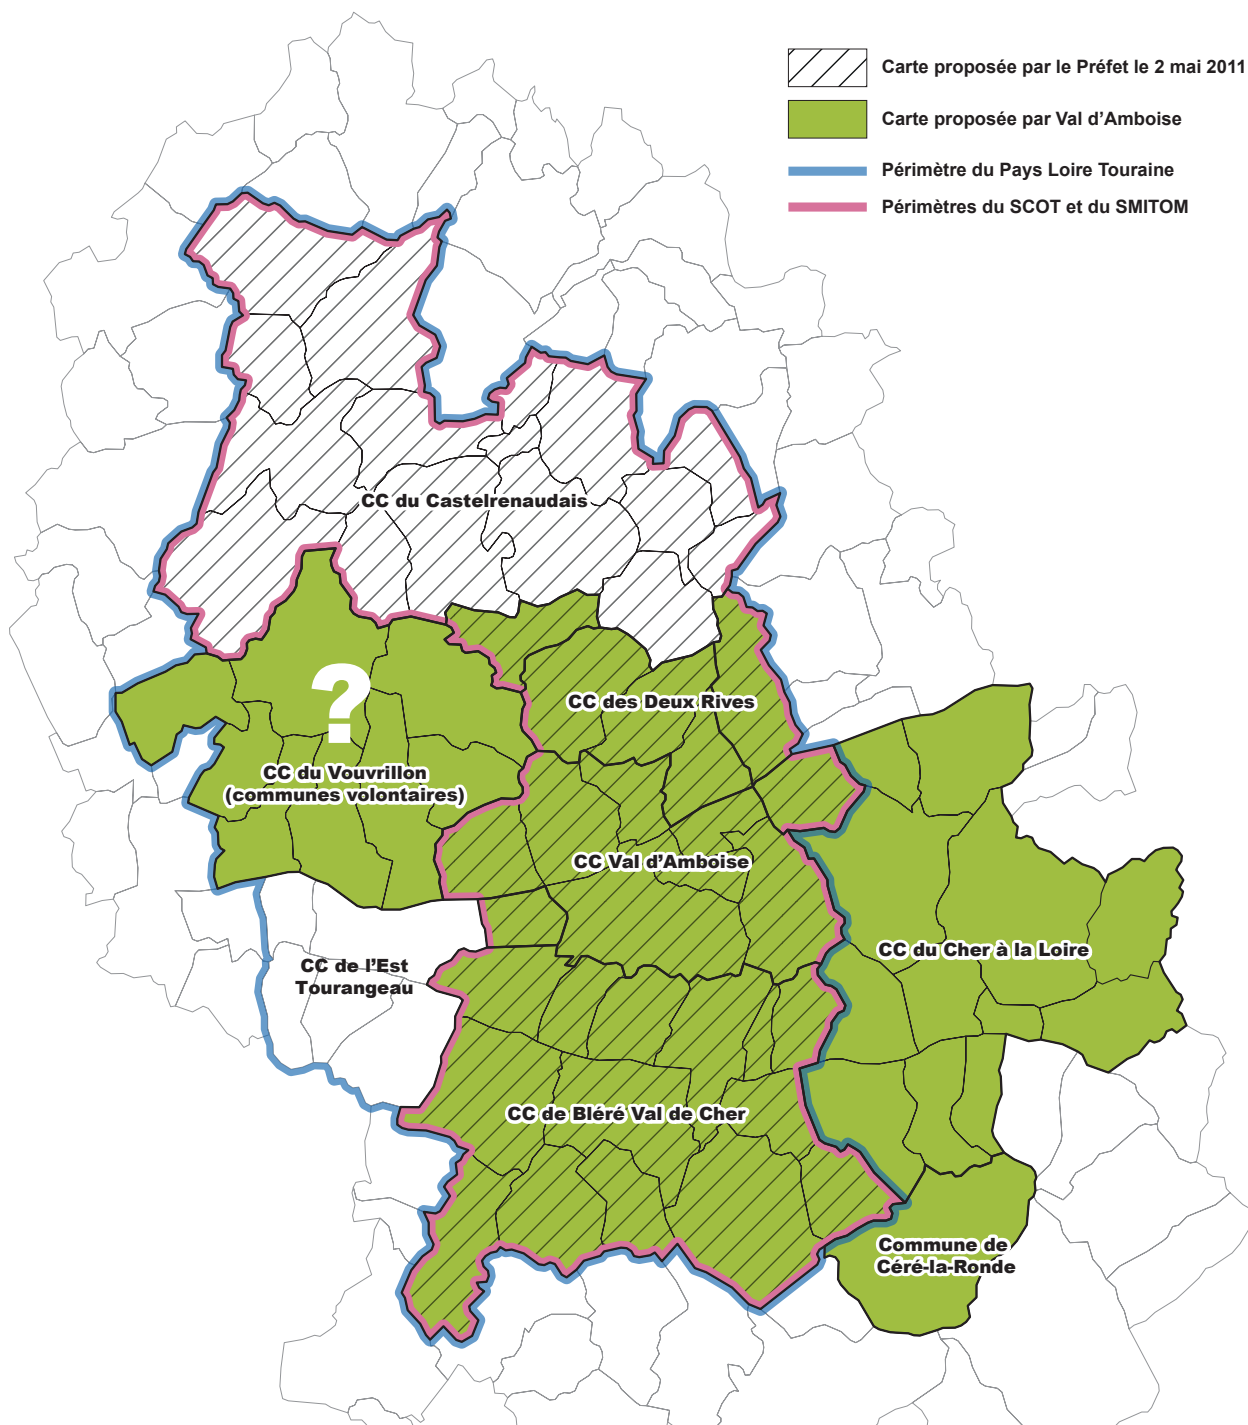 Carte proposée par le Préfet le 2 mai 2011
Carte proposée par Val d'Amboise
Périmètre du Pays Loire Touraine
Périmètres du SCOT et du SMITOM
CC du Castelrenaudais
?
CC des Deux Rives
CC du Vouvrillon
(communes volontaires)
CC Val d'Amboise
CC du Cher à la Loire
CC de l'Est
Tourangeau
CC de Bléré Val de Cher
Commune de
Céré-la-Ronde